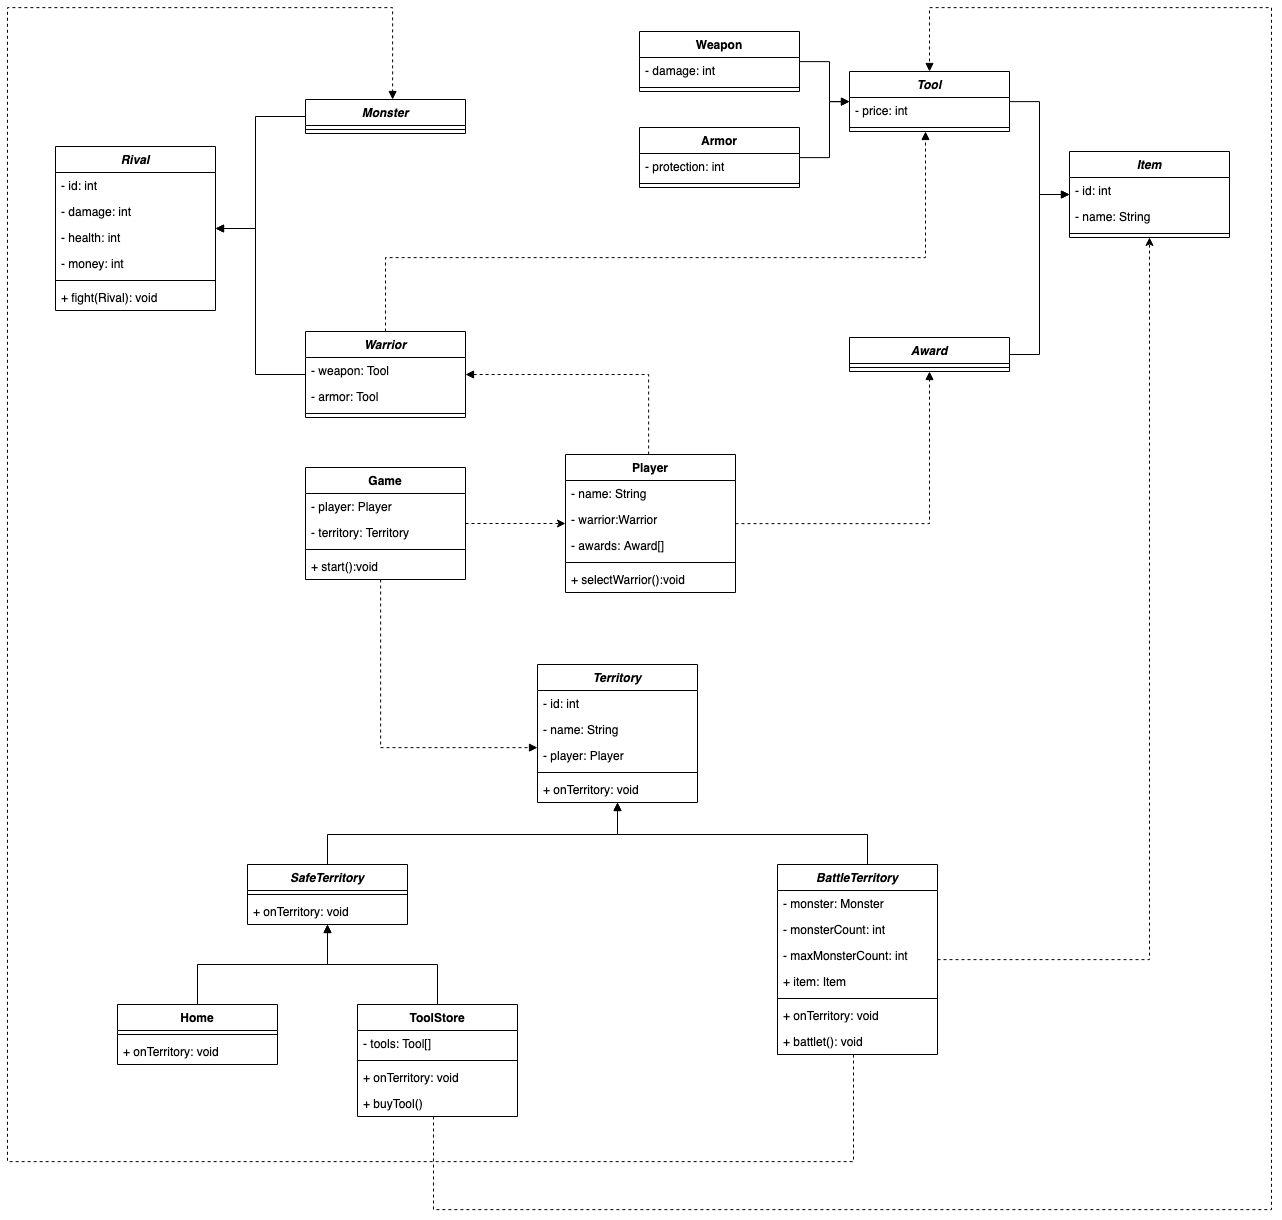 Weapon
- damage: int
Tool
- price: int
Monster
Armor
- protection: int
Rival
- id: int
- damage: int
- health: int
- money: int
+ fight(Rival): void
Item
- id: int
- name: String
Warrior
- weapon: Tool
- armor: Tool
Award
Game
- player: Player
- territory: Territory
+ start():void
Player
- name: String
- warrior:Warrior
- awards: Award[]
+ selectWarrior():void
Territory
- id: int
- name: String
- player: Player
+ onTerritory: void
SafeTerritory
+ onTerritory: void
BattleTerritory
- monster: Monster
- monsterCount: int
- maxMonsterCount: int
+ item: Item
+ onTerritory: void
+ battlet(): void
Home
+ onTerritory: void
ToolStore
- tools: Tool[]
+ onTerritory: void
+ buyTool()